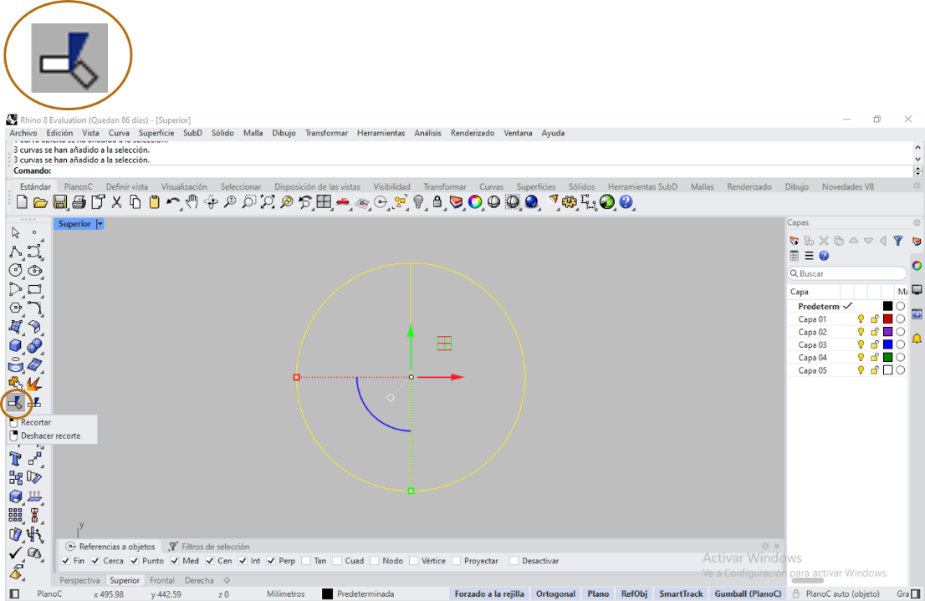 Rhino 8 Evaluation (Quedan 86 días) - [Superior]
Archivo Edición Vista Curva Superficie SubD Sólido Malla Dibujo Transformar Herramientas Análisis Renderizado Ventana Ayuda
3 curvas se han añadido a la selección.
3 curvas se han añadido a la selección.
Comando:
Estándar PlanosC Definir vista Visualización Seleccionar Disposición de las vistas Visibilidad Transformar Curvas Superficies Sólidos Herramientas SubD Mallas Renderizado Dibujo Novedades V8
Superior
Capas
Buscar
Capa Ma
Predeterm
Capa 01
Capa 02
Capa 03
Capa 04
Capa 05
Recortar
Deshacer recorte
y
Referencias a objetos Filtros de selección
Fin Cerca Punto Med Cen Int Perp Tan Cuad Nodo Vértice Proyectar Desactivar
Activar Windows
Ve a Configuración para activar Windows.
Perspectiva Superior Frontal Derecha
PlanoC x 495.98 y 442.59 z 0 Milímetros Predeterminada Forzado a la rejilla Ortogonal Plano RefObj SmartTrack Gumball (PlanoC) PlanoC auto (objeto) Gra